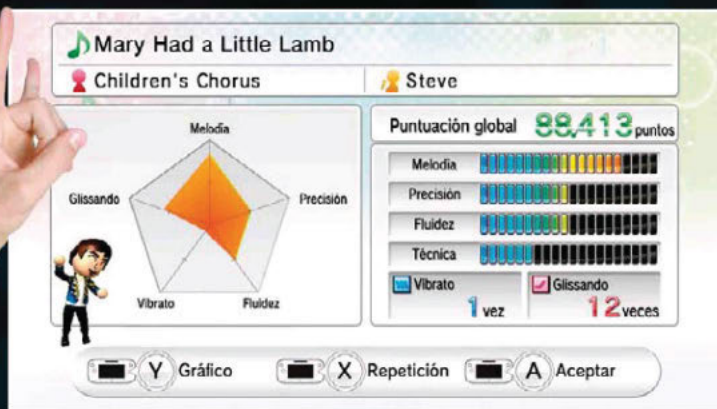 Mary Had a Little Lamb
Children's Chorus
Steve
Melodía
Glissando
Precisión
Vibrato
Fluidez
Puntuación global 88,413 puntos
Melodía
Precisión
Fluidez
Técnica
Vibrato
1 vez
Glissando
12 veces
Y Gráfico
X Repetición
A Aceptar